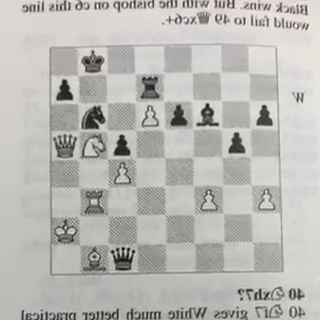 Black wins. But with the bishop on c6 this line
would fail to 49 ♕xc6+.
W
40 ♘xh7??
40 ♘f7 gives White much better practical